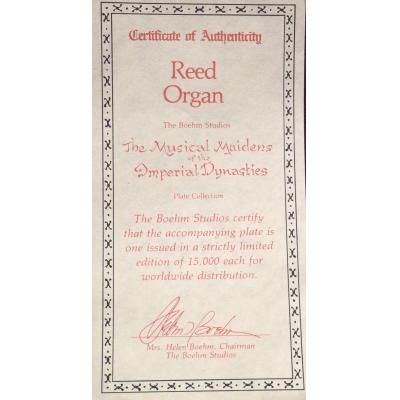 Certificate of Authenticity
Reed
Organ
The Boehm Studios
The Musical Maidens
of the
Imperial Dynasties
Plate Collection
The Boehm Studios certify
that the accompanying plate is
one issued in a strictly limited
edition of 15,000 each for
worldwide distribution.
Helen Boehm
Mrs. Helen Boehm, Chairman
The Boehm Studios